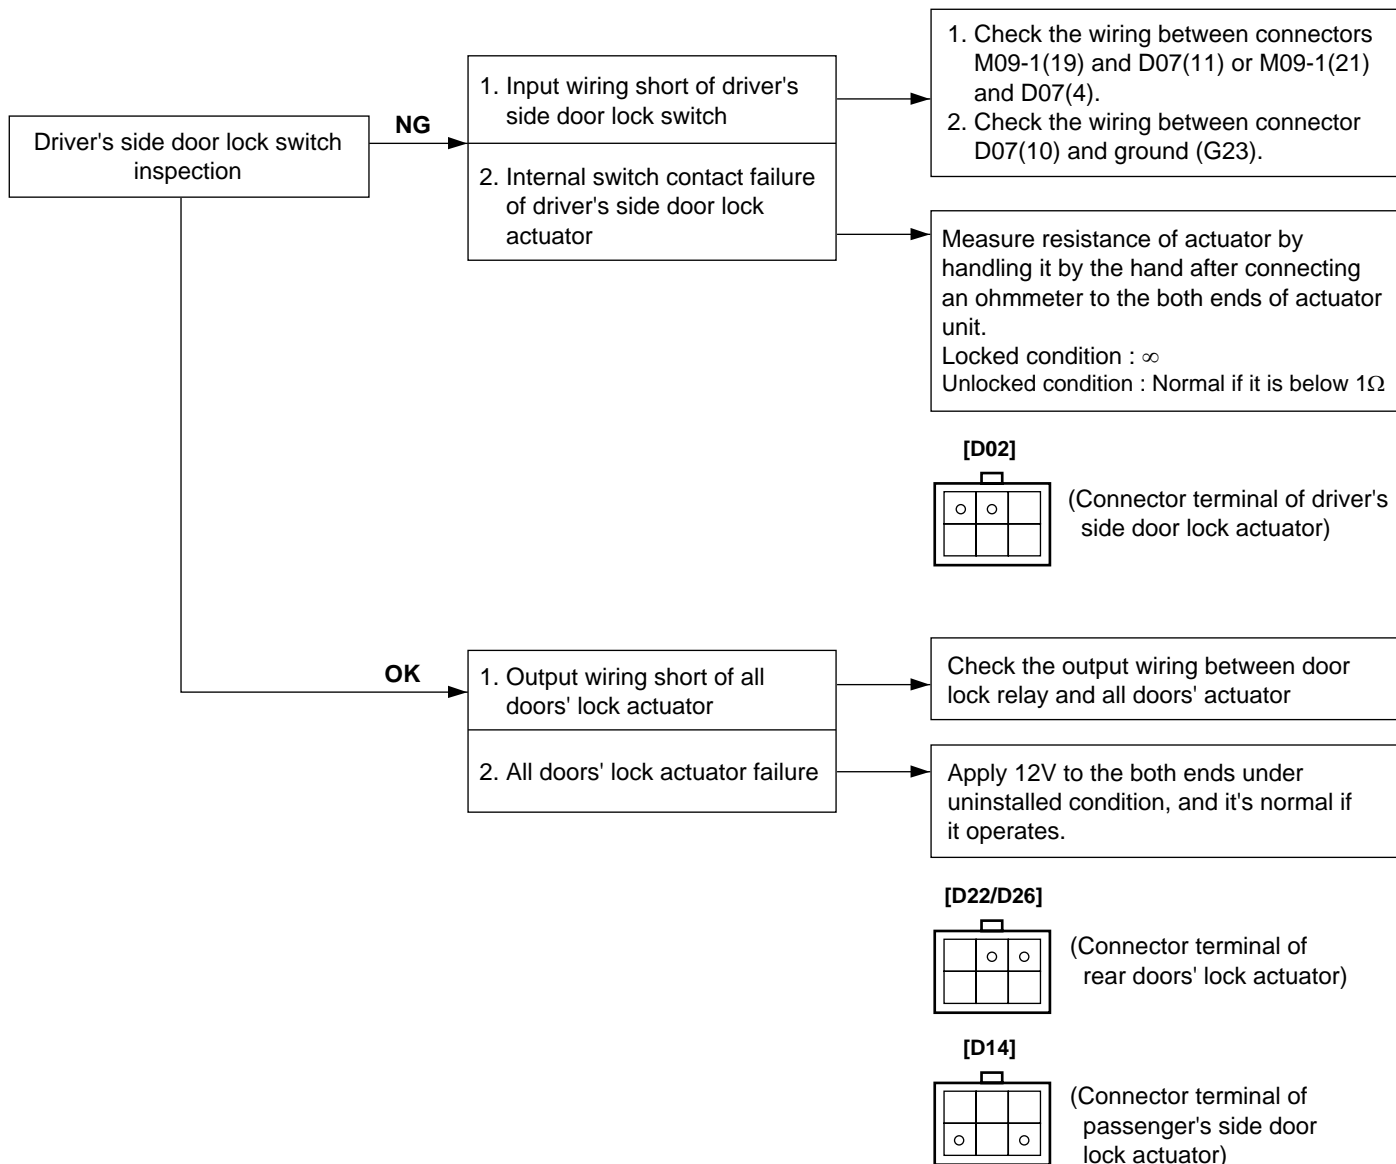 Driver's side door lock switch
inspection
NG
1. Input wiring short of driver's
side door lock switch
2. Internal switch contact failure
of driver's side door lock
actuator
1. Check the wiring between connectors
M09-1(19) and D07(11) or M09-1(21)
and D07(4).
2. Check the wiring between connector
D07(10) and ground (G23).
Measure resistance of actuator by
handling it by the hand after connecting
an ohmmeter to the both ends of actuator
unit.
Locked condition : ∞
Unlocked condition : Normal if it is below 1Ω
[D02]
(Connector terminal of driver's
side door lock actuator)
OK
1. Output wiring short of all
doors' lock actuator
2. All doors' lock actuator failure
Check the output wiring between door
lock relay and all doors' actuator
Apply 12V to the both ends under
uninstalled condition, and it's normal if
it operates.
[D22/D26]
(Connector terminal of
rear doors' lock actuator)
[D14]
(Connector terminal of
passenger's side door
lock actuator)